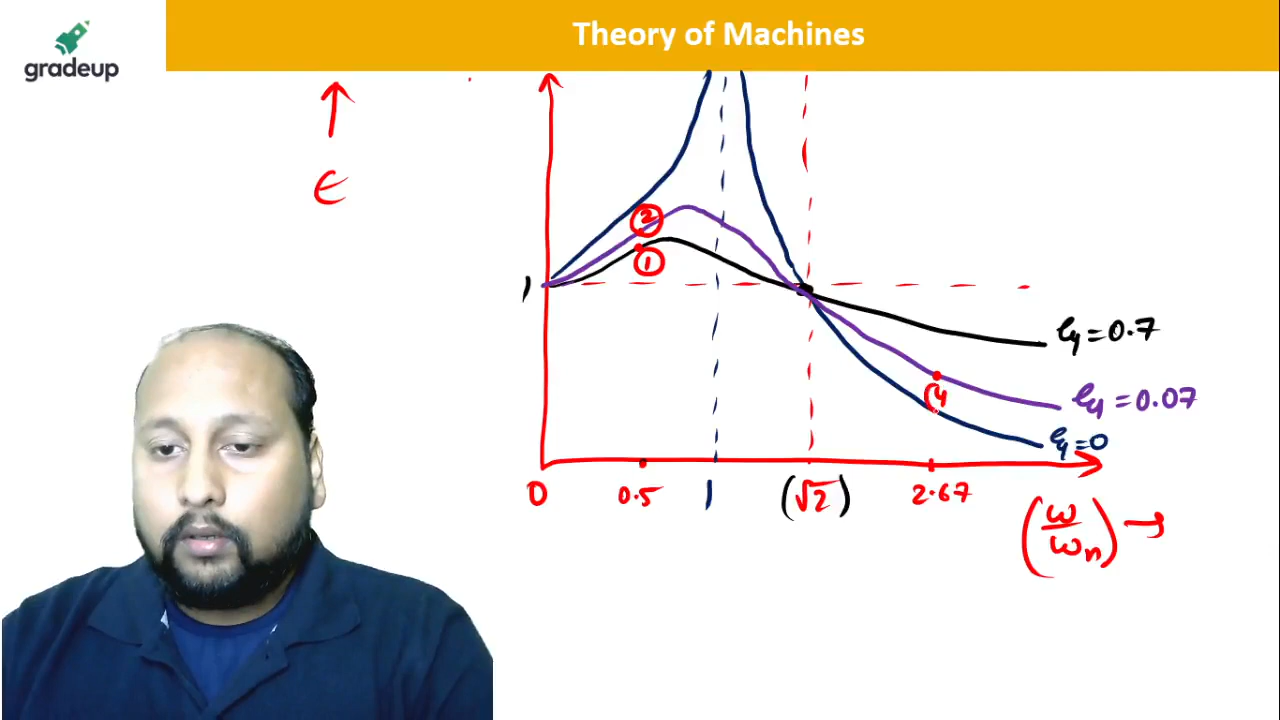 Theory of Machines
gradeup
∈
②
①
1
ξ = 0.7
ξ = 0.07
4
ξ = 0
0 0.5 1 (√2) 2.67
(ω/ωn) →